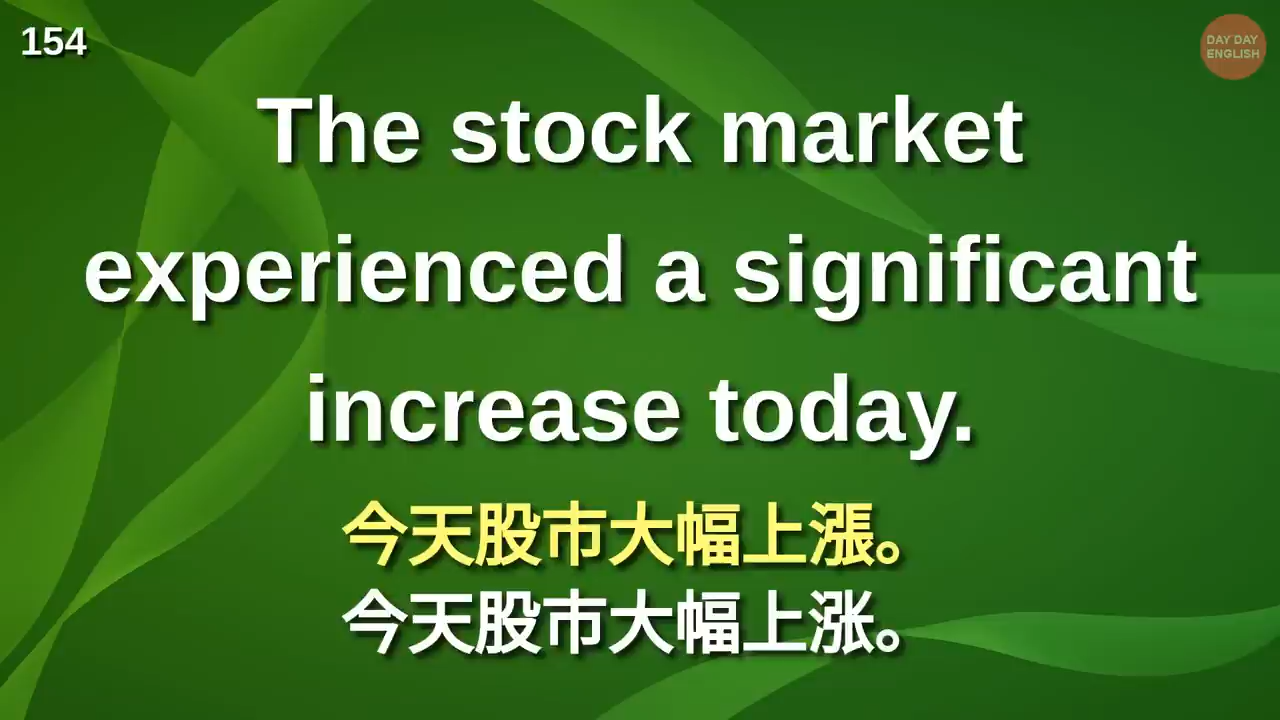 154
DAY DAY
ENGLISH
The stock market
experienced a significant
increase today.
今天股市大幅上漲。
今天股市大幅上涨。